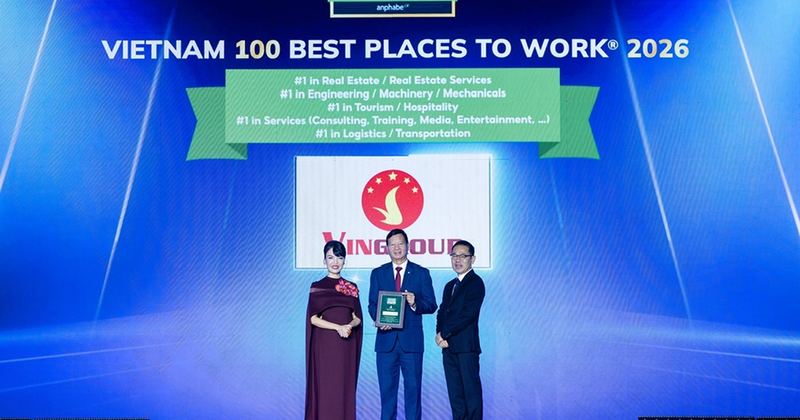 anphabe
VIETNAM 100 BEST PLACES TO WORK® 2026
#1 in Real Estate / Real Estate Services
#1 in Engineering / Machinery / Mechanicals
#1 in Tourism / Hospitality
#1 in Services (Consulting, Training, Media, Entertainment, ...)
#1 in Logistics / Transportation
VINGROUP